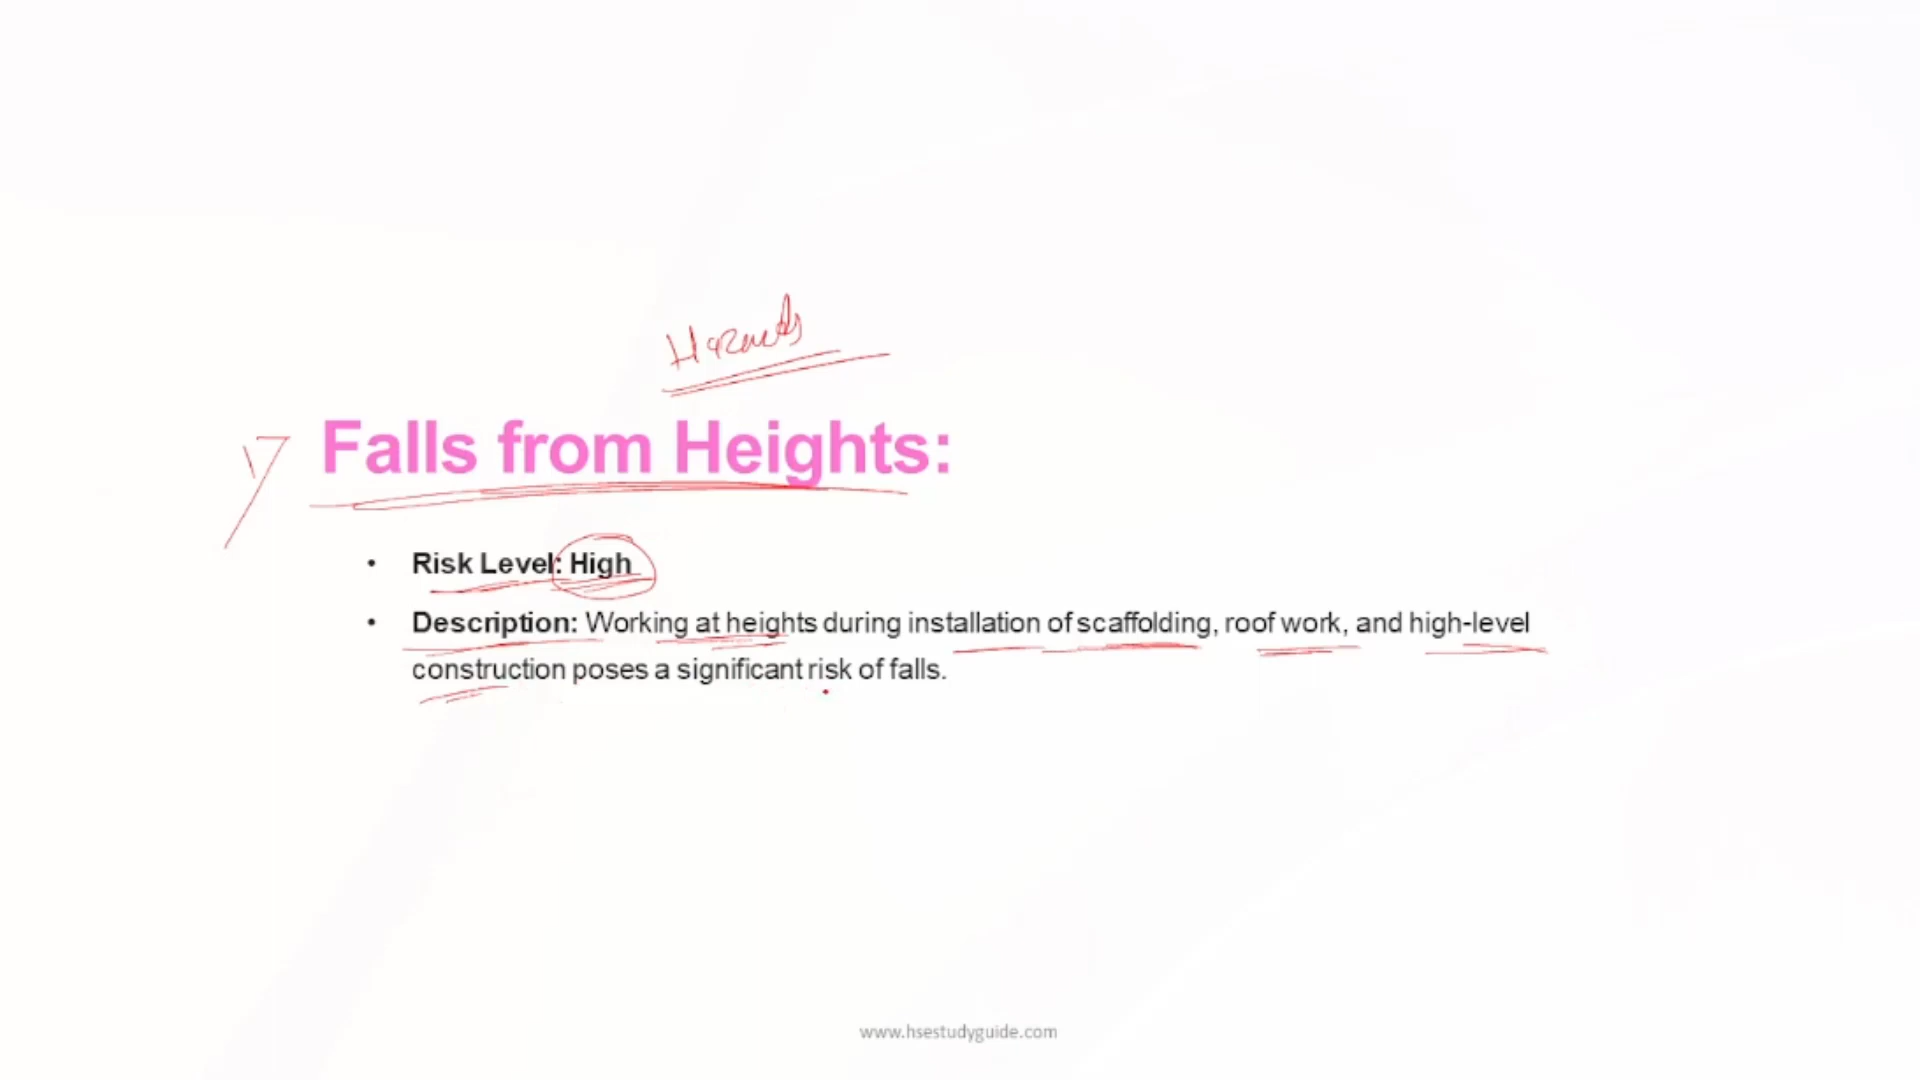 Hazards
Falls from Heights:
• Risk Level: High
• Description: Working at heights during installation of scaffolding, roof work, and high-level
construction poses a significant risk of falls.
www.hsestudyguide.com